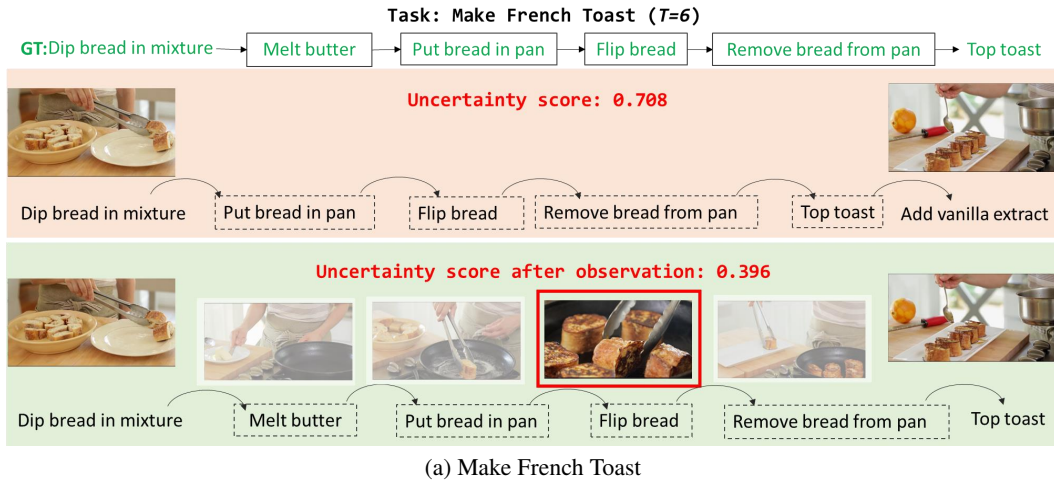 Task: Make French Toast (T=6)
GT:Dip bread in mixture Melt butter Put bread in pan Flip bread Remove bread from pan Top toast
Uncertainty score: 0.708
Dip bread in mixture Put bread in pan Flip bread Remove bread from pan Top toast Add vanilla extract
Uncertainty score after observation: 0.396
Dip bread in mixture Melt butter Put bread in pan Flip bread Remove bread from pan Top toast
(a) Make French Toast